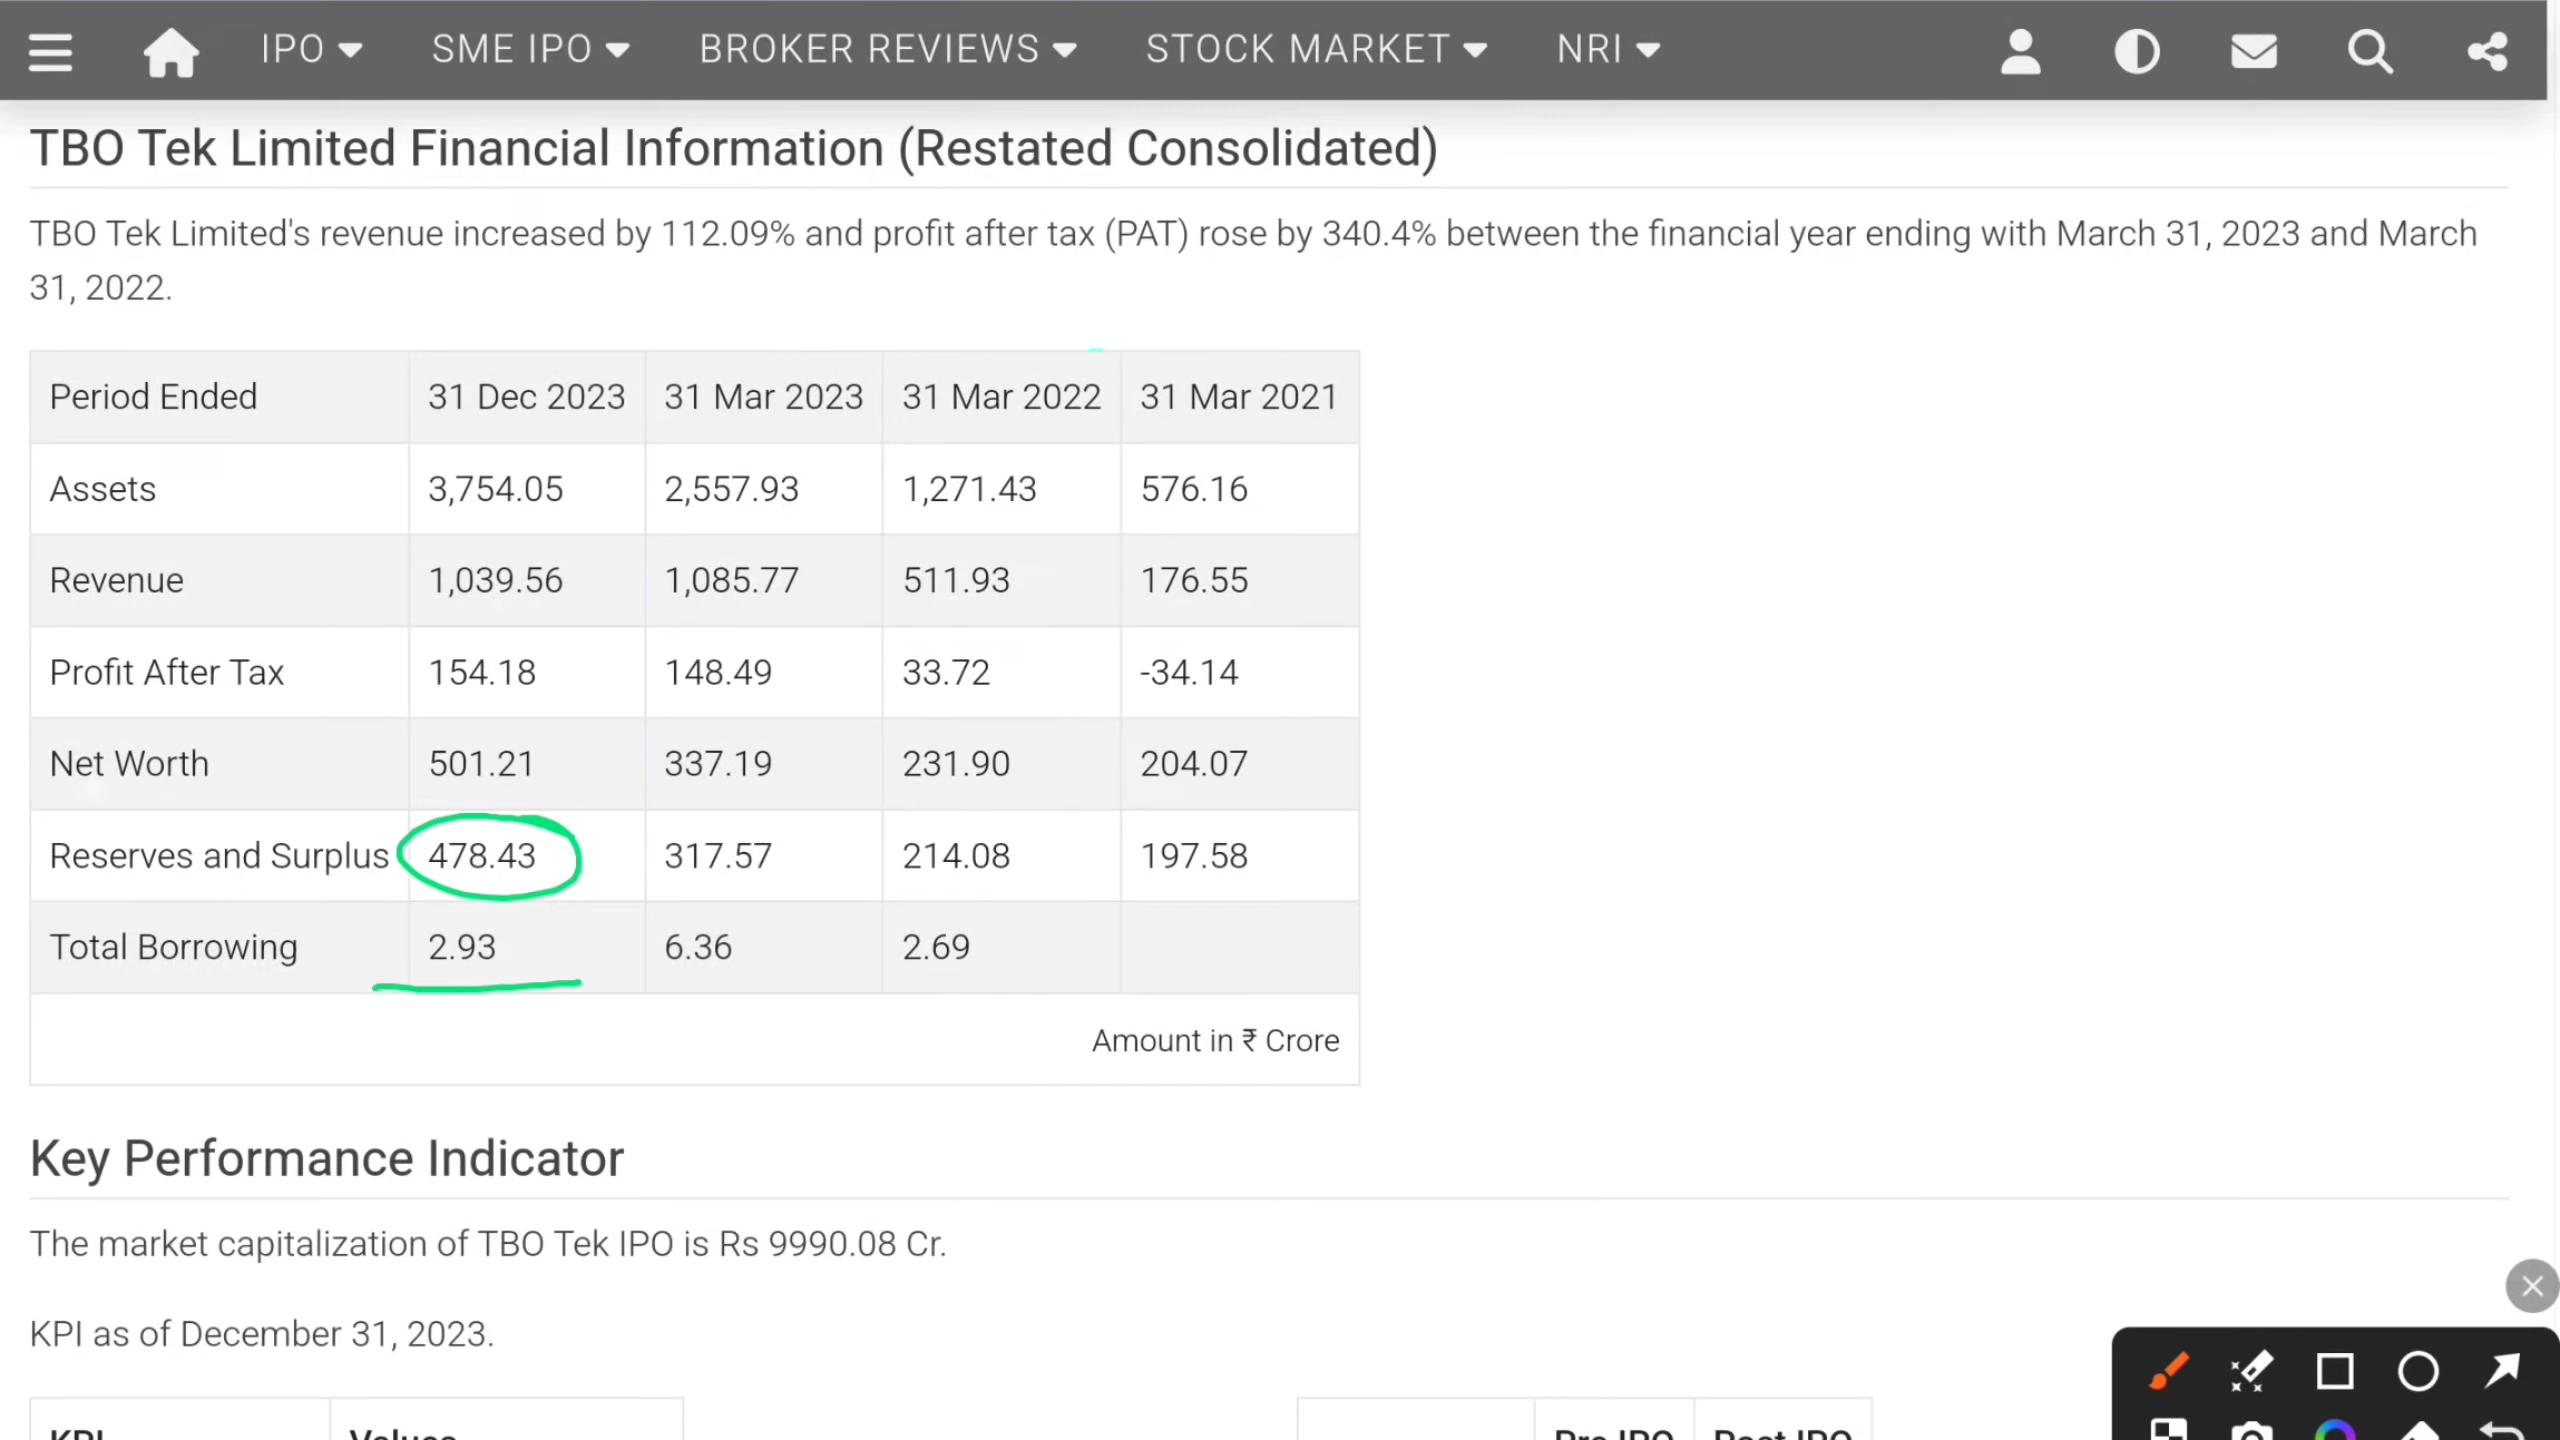 IPO SME IPO BROKER REVIEWS STOCK MARKET NRI
TBO Tek Limited Financial Information (Restated Consolidated)
TBO Tek Limited's revenue increased by 112.09% and profit after tax (PAT) rose by 340.4% between the financial year ending with March 31, 2023 and March
31, 2022.
Period Ended 31 Dec 2023 31 Mar 2023 31 Mar 2022 31 Mar 2021
Assets 3,754.05 2,557.93 1,271.43 576.16
Revenue 1,039.56 1,085.77 511.93 176.55
Profit After Tax 154.18 148.49 33.72 -34.14
Net Worth 501.21 337.19 231.90 204.07
Reserves and Surplus 478.43 317.57 214.08 197.58
Total Borrowing 2.93 6.36 2.69
Amount in ₹ Crore
Key Performance Indicator
The market capitalization of TBO Tek IPO is Rs 9990.08 Cr.
KPI as of December 31, 2023.
KPI Values Pre IPO Post IPO